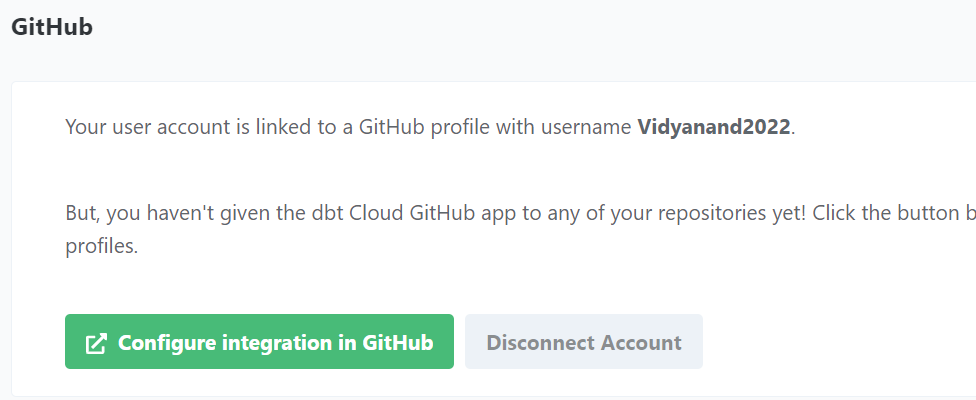 GitHub
Your user account is linked to a GitHub profile with username Vidyanand2022.
But, you haven't given the dbt Cloud GitHub app to any of your repositories yet! Click the button
profiles.
Configure integration in GitHub
Disconnect Account